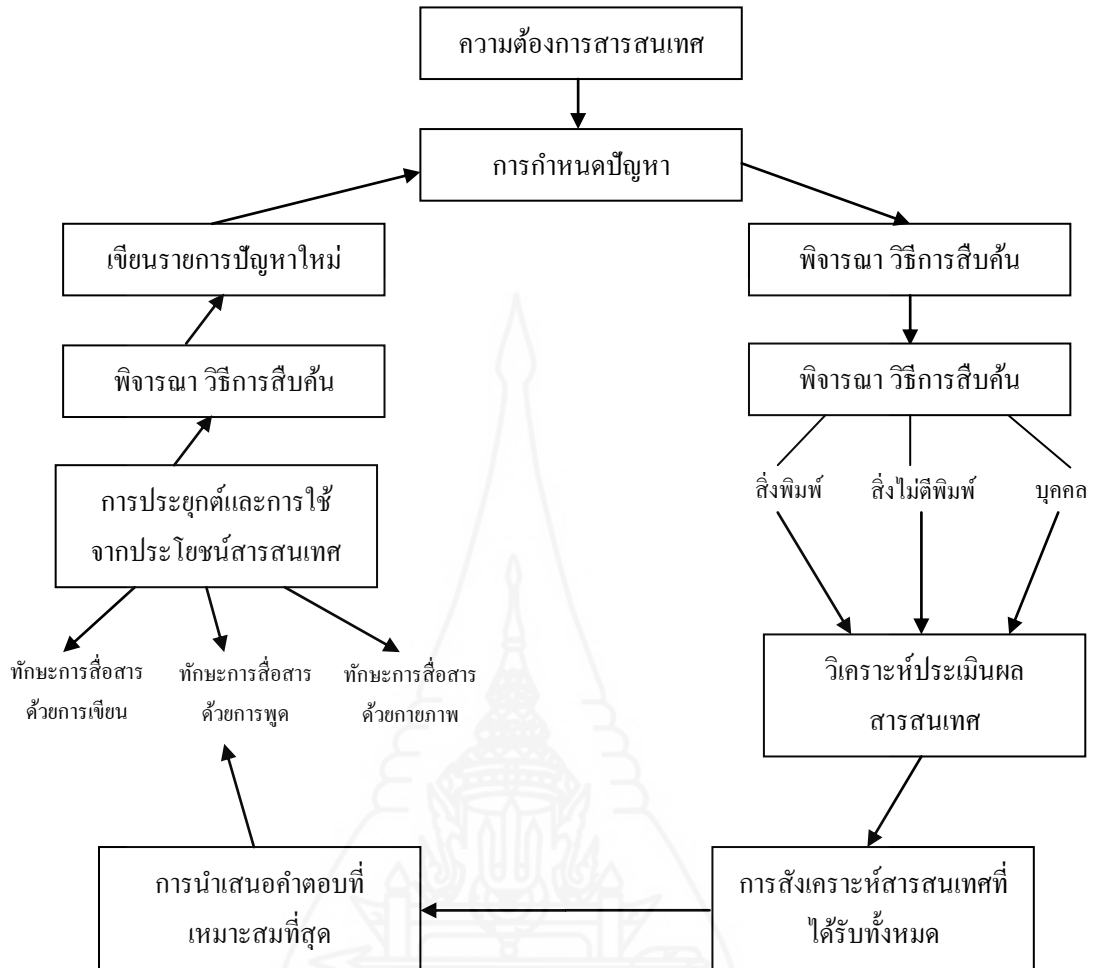 ความต้องการสารสนเทศ
การกำหนดปัญหา
เขียนรายการปัญหาใหม่
พิจารณา วิธีการสืบค้น
พิจารณา วิธีการสืบค้น
พิจารณา วิธีการสืบค้น
การประยุกต์และการใช้
จากประโยชน์สารสนเทศ
สิ่งพิมพ์
สิ่งไม่ตีพิมพ์
บุคคล
ทักษะการสื่อสาร
ด้วยการเขียน
ทักษะการสื่อสาร
ด้วยการพูด
ทักษะการสื่อสาร
ด้วยกายภาพ
วิเคราะห์ประเมินผล
สารสนเทศ
การนำเสนอคำตอบที่
เหมาะสมที่สุด
การสังเคราะห์สารสนเทศที่
ได้รับทั้งหมด